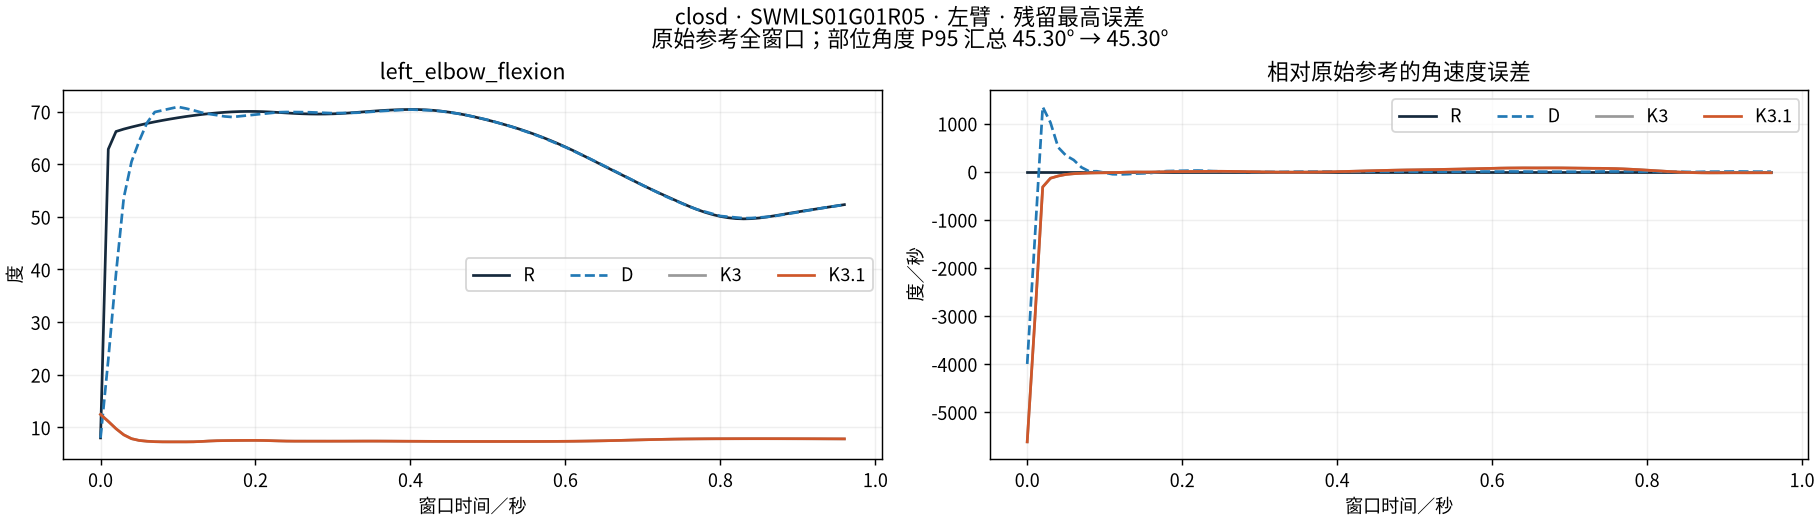 closd · SWMLS01G01R05 · 左臂 · 残留最高误差
原始参考全窗口；部位角度 P95 汇总 45.30° → 45.30°
left_elbow_flexion
度
70
60
50
40
30
20
10
R D K3 K3.1
0.0 0.2 0.4 0.6 0.8 1.0
窗口时间／秒
相对原始参考的角速度误差
度／秒
1000
0
-1000
-2000
-3000
-4000
-5000
R D K3 K3.1
0.0 0.2 0.4 0.6 0.8 1.0
窗口时间／秒